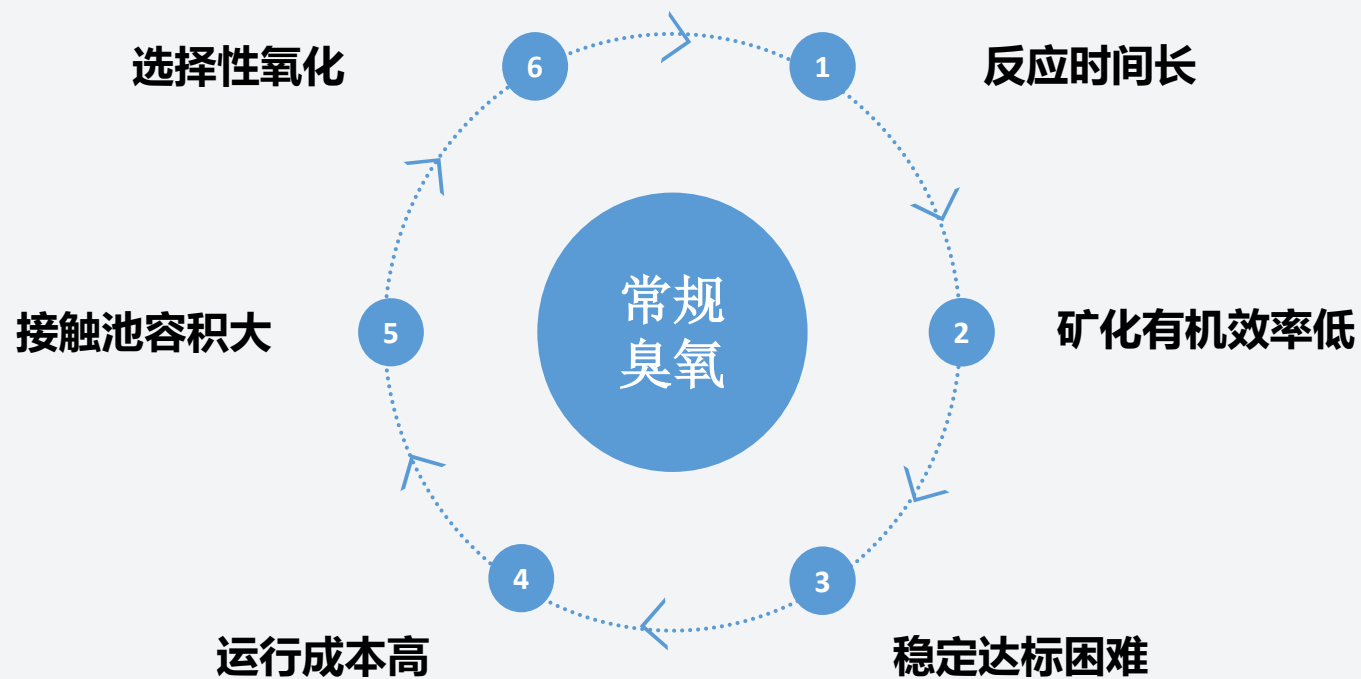 选择性氧化
6
1
反应时间长
常规
臭氧
接触池容积大
5
2
矿化有机效率低
4
3
运行成本高
稳定达标困难